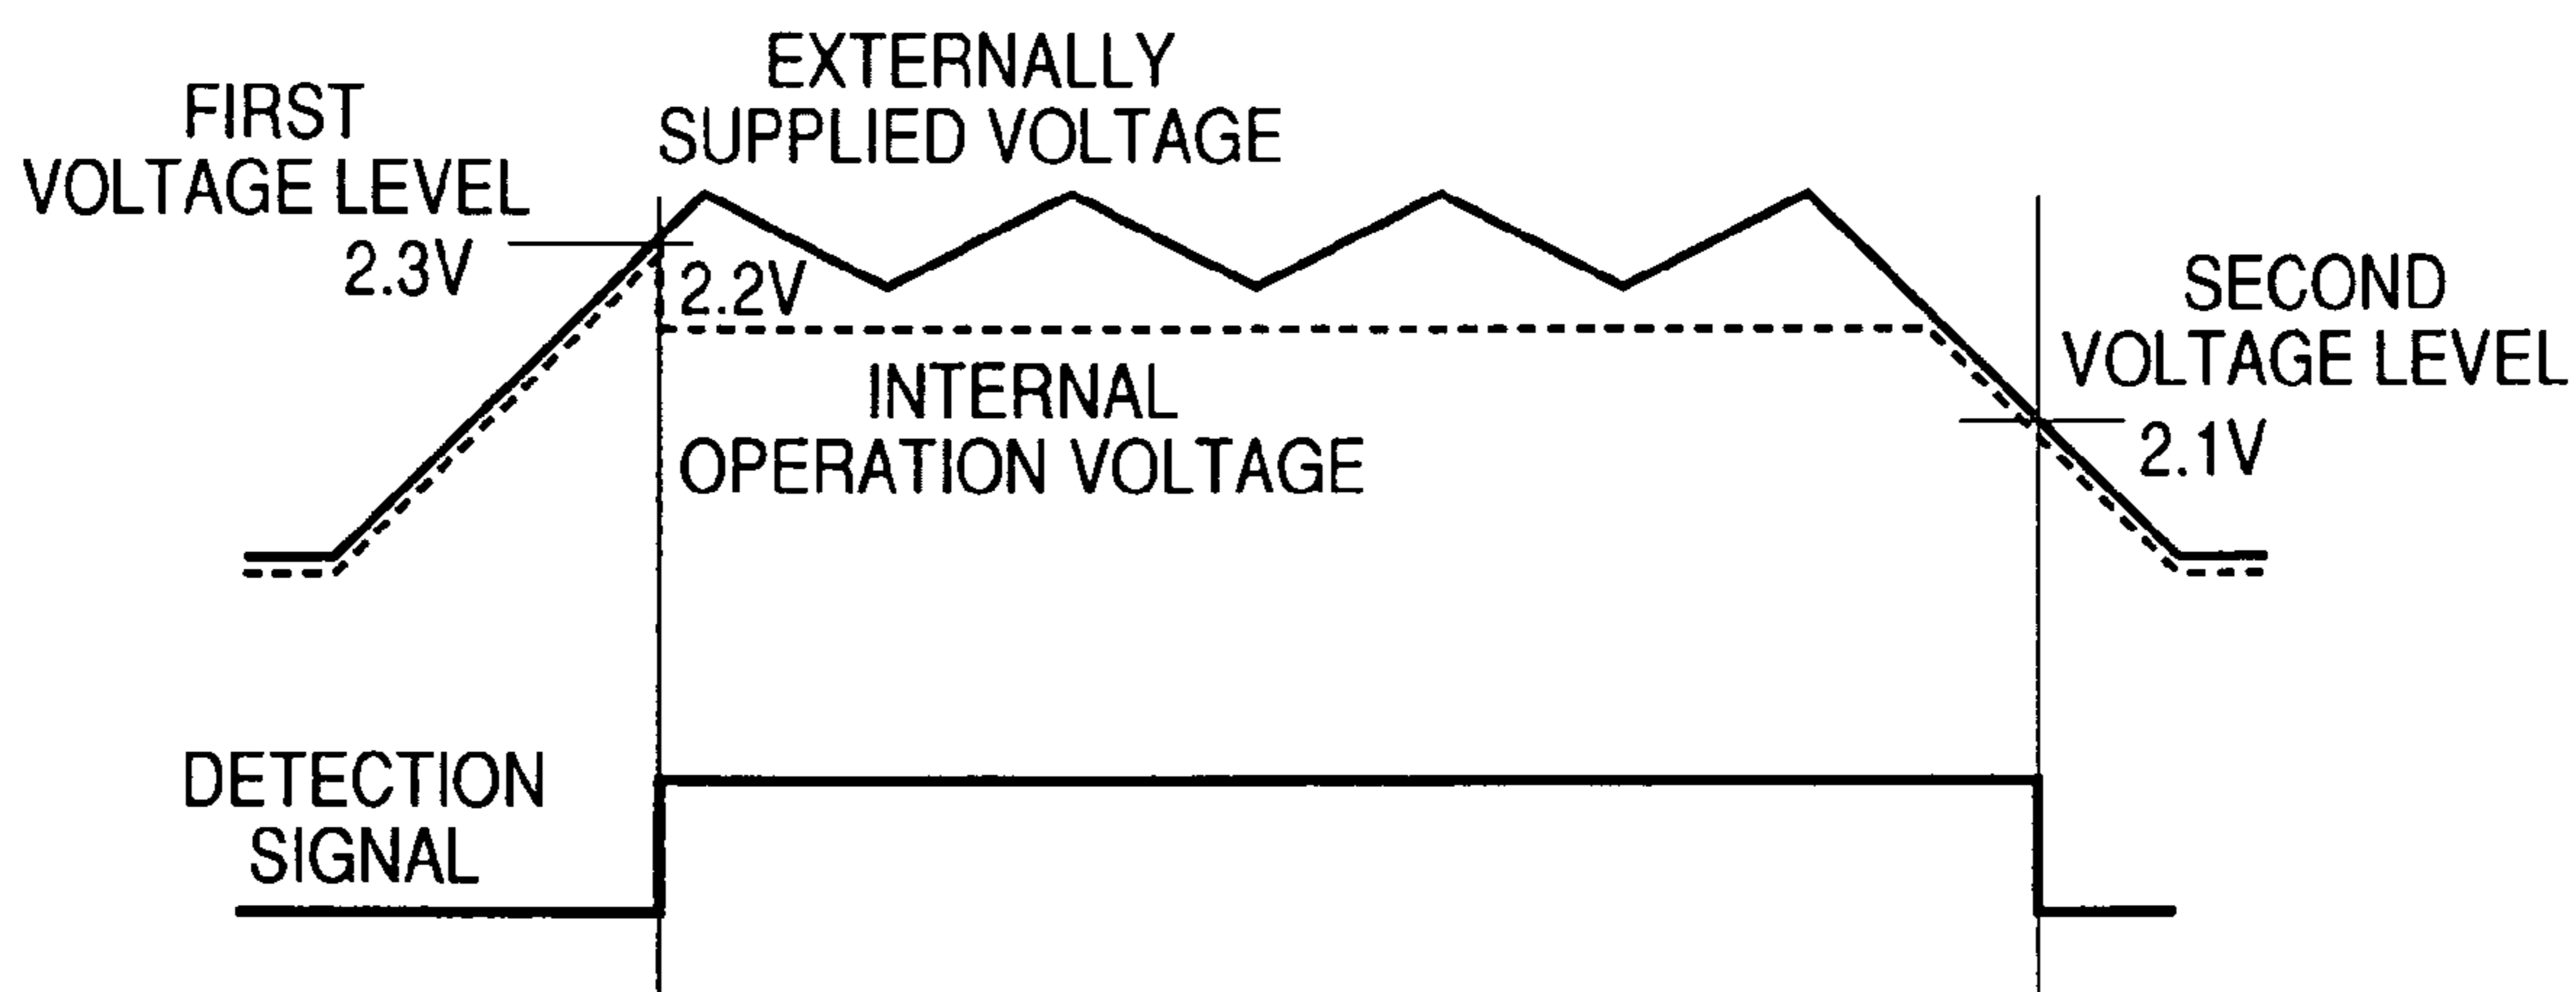 EXTERNALLY
SUPPLIED VOLTAGE
FIRST
VOLTAGE LEVEL
2.3V
2.2V
INTERNAL
OPERATION VOLTAGE
SECOND
VOLTAGE LEVEL
2.1V
DETECTION
SIGNAL